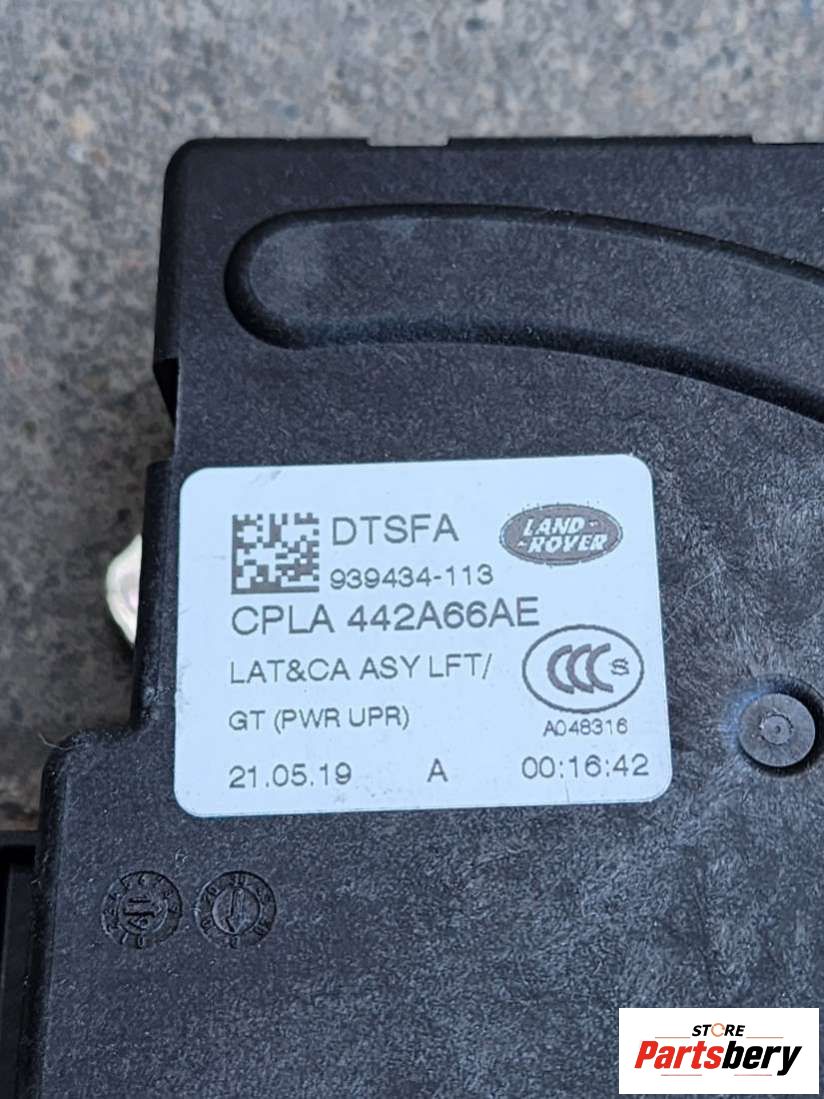 DTSFA
LAND-
-ROVER
939434-113
CPLA 442A66AE
LAT&CA ASY LFT/
CCC S
GT (PWR UPR)
A048316
21.05.19 A 00:16:42
STORE
Partsbery